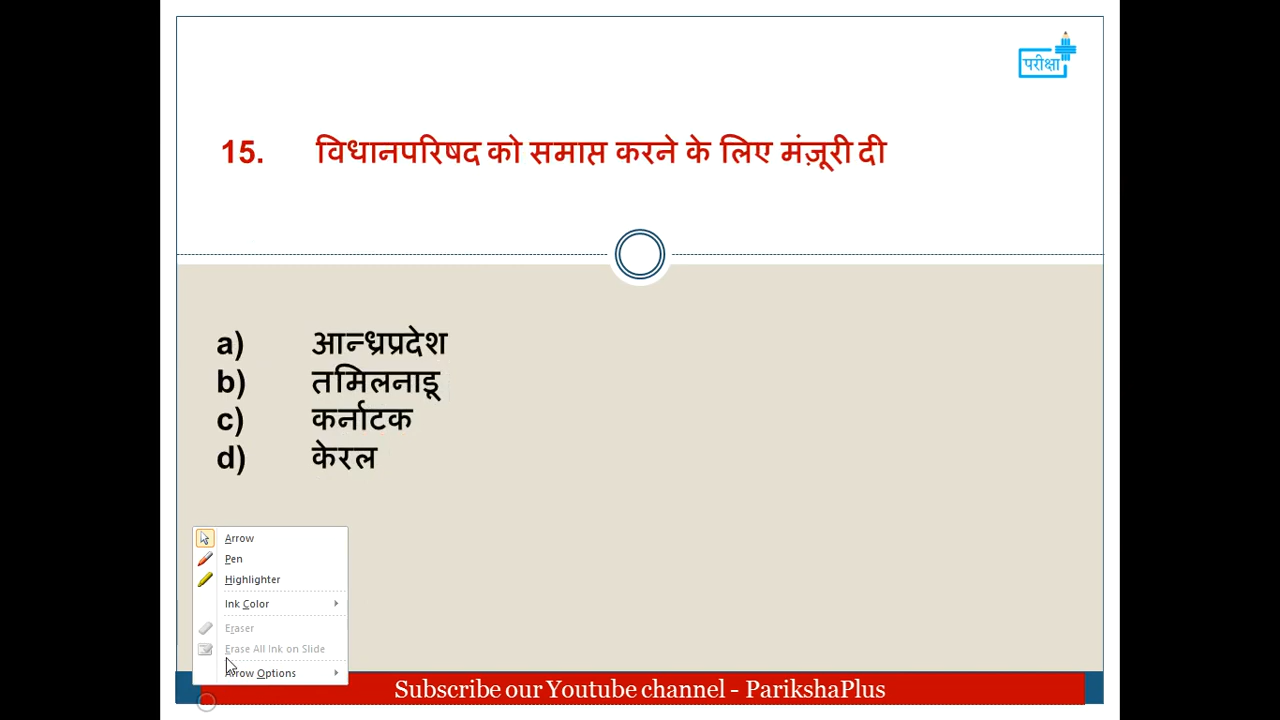 परीक्षा
15. विधानपरिषद को समाप्त करने के लिए मंज़ूरी दी
a) आन्ध्रप्रदेश
b) तमिलनाडू
c) कर्नाटक
d) केरल
Arrow
Pen
Highlighter
Ink Color
Eraser
Erase All Ink on Slide
Arrow Options
Subscribe our Youtube channel - ParikshaPlus